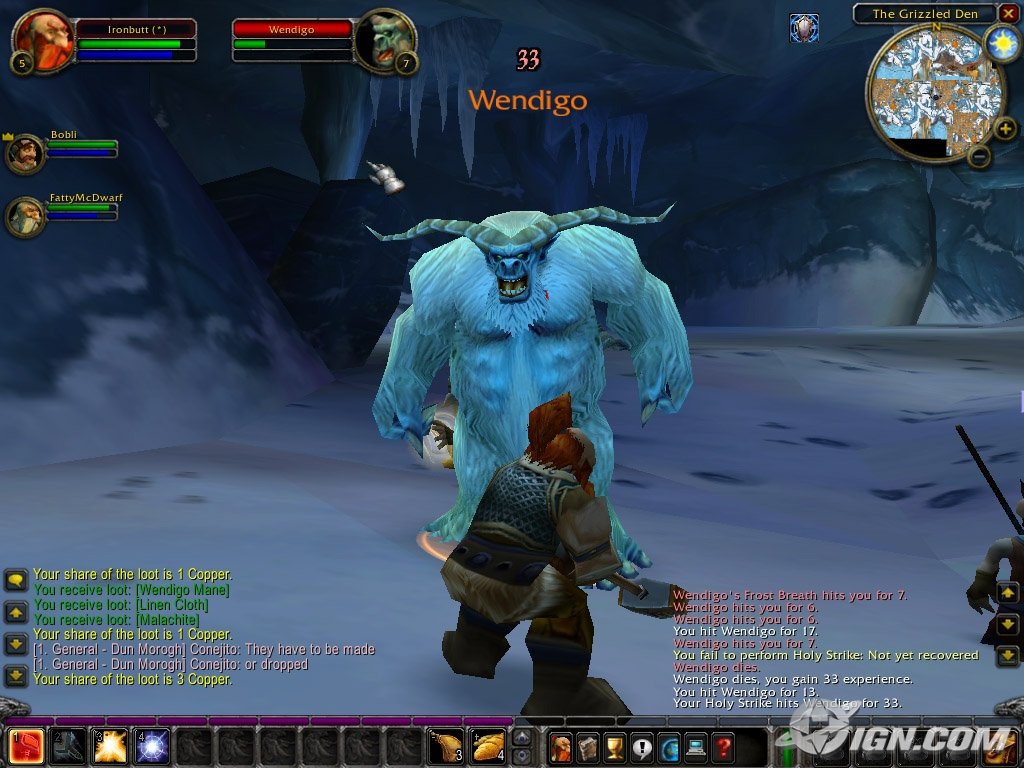 Ironbutt (*)
5
Wendigo
7
33
Wendigo
The Grizzled Den
N
Bobli
FattyMcDwarf
Your share of the loot is 1 Copper.
You receive loot: [Wendigo Mane]
You receive loot: [Linen Cloth]
You receive loot: [Malachite]
Your share of the loot is 1 Copper.
[1. General - Dun Morogh] Conejito: They have to be made
[1. General - Dun Morogh] Conejito: or dropped
Your share of the loot is 3 Copper.
Wendigo's Frost Breath hits you for 7.
Wendigo hits you for 6.
Wendigo hits you for 6.
You hit Wendigo for 17.
Wendigo hits you for 7.
You fail to perform Holy Strike: Not yet recovered
Wendigo dies.
Wendigo dies, you gain 33 experience.
You hit Wendigo for 13.
Your Holy Strike hits Wendigo for 33.
1
2
3
4
3
4
IGN.COM